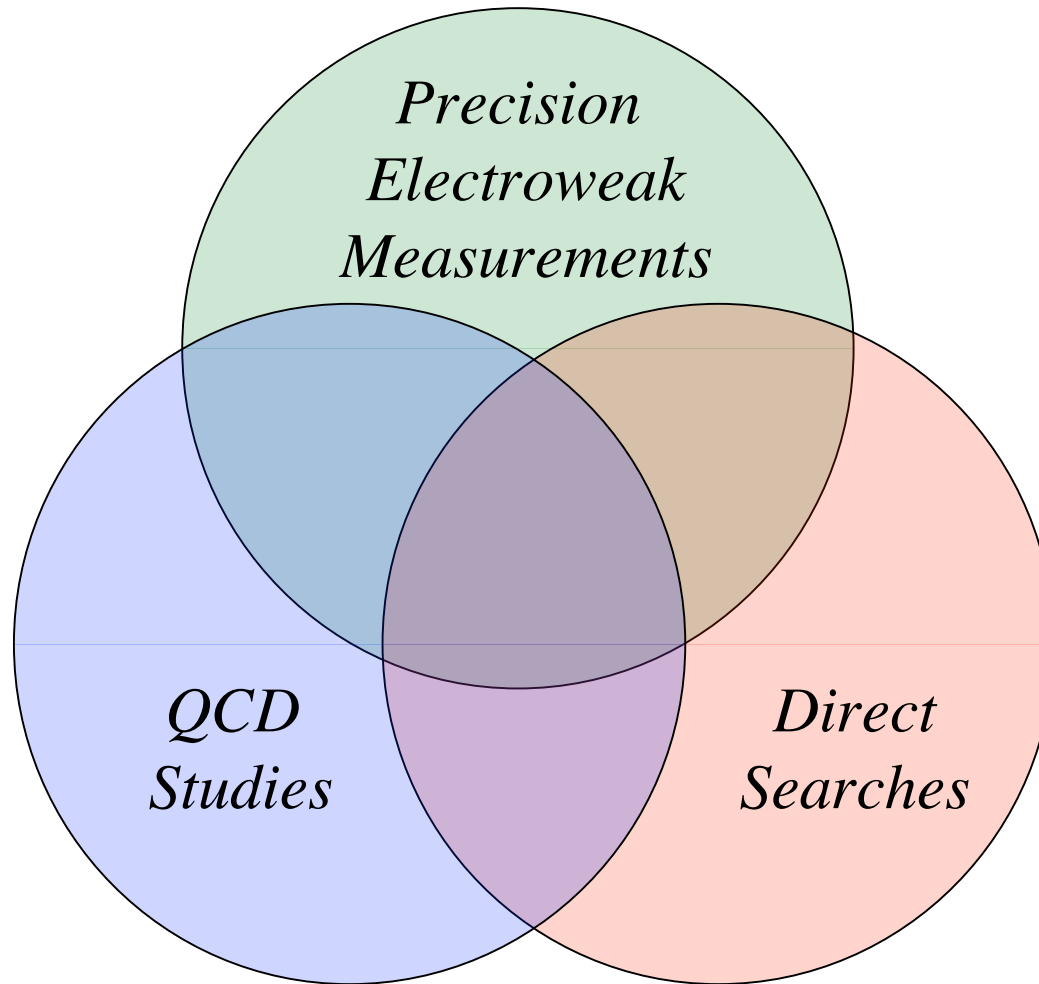 Precision
Electroweak
Measurements
QCD
Studies
Direct
Searches